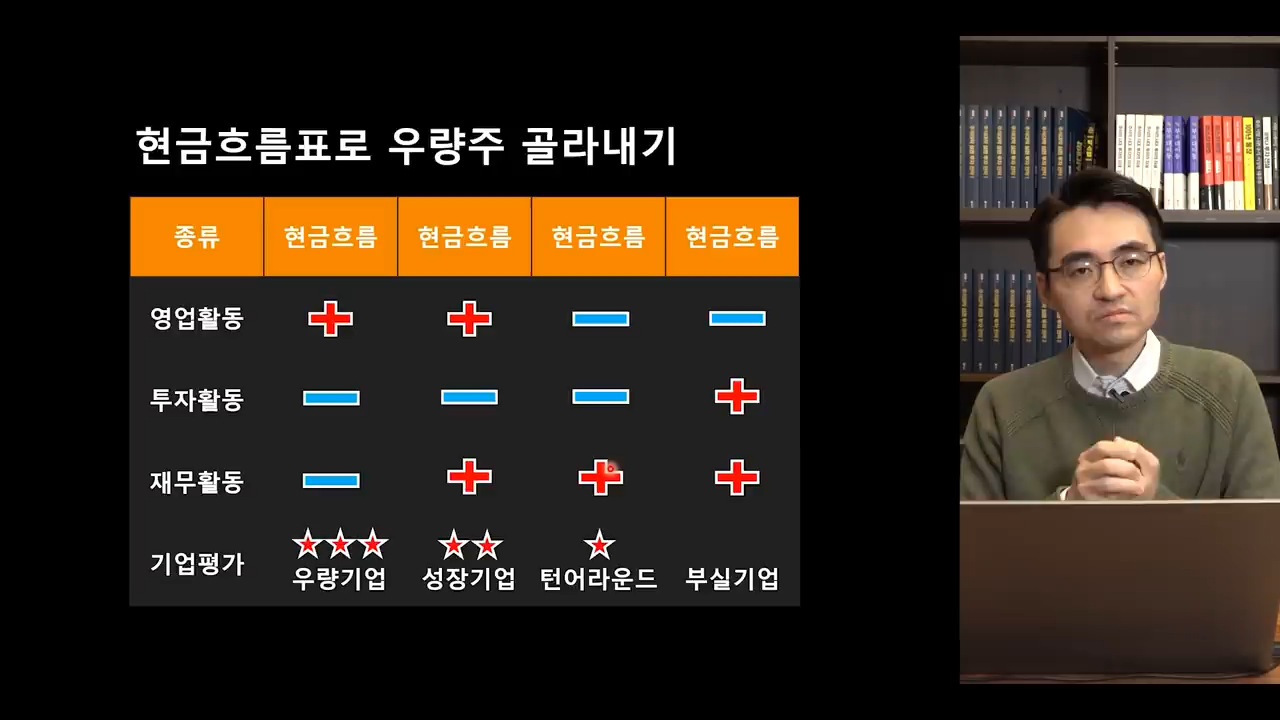 현금흐름표로 우량주 골라내기
종류 현금흐름 현금흐름 현금흐름 현금흐름
영업활동
투자활동
재무활동
기업평가 우량기업 성장기업 턴어라운드 부실기업